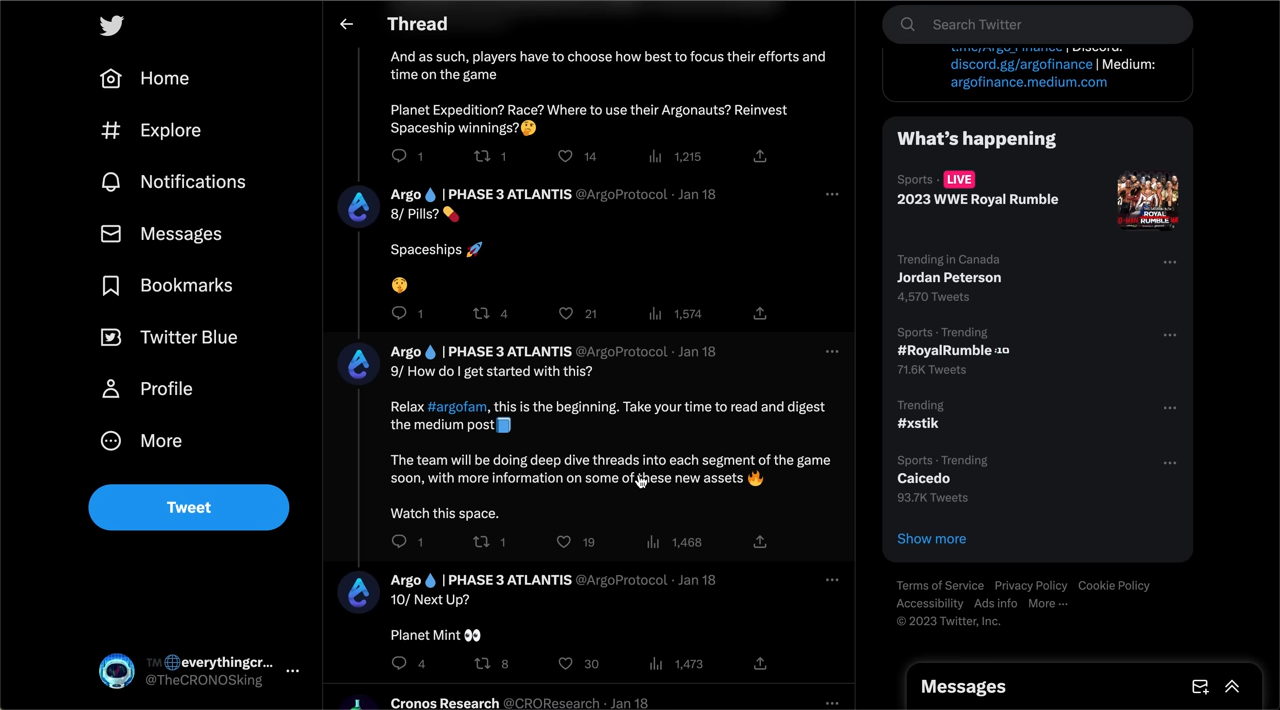 Home
Explore
Notifications
Messages
Bookmarks
Twitter Blue
Profile
More
Tweet
TM🌐everythingcr...
@TheCRONOSking
Thread
And as such, players have to choose how best to focus their efforts and
time on the game
Planet Expedition? Race? Where to use their Argonauts? Reinvest
Spaceship winnings?🤔
1 1 14 1,215
Argo💧 | PHASE 3 ATLANTIS @ArgoProtocol · Jan 18
8/ Pills? 💊
Spaceships 🚀
🤫
1 4 21 1,574
Argo💧 | PHASE 3 ATLANTIS @ArgoProtocol · Jan 18
9/ How do I get started with this?
Relax #argofam, this is the beginning. Take your time to read and digest
the medium post📘
The team will be doing deep dive threads into each segment of the game
soon, with more information on some of these new assets 🔥
Watch this space.
1 1 19 1,468
Argo💧 | PHASE 3 ATLANTIS @ArgoProtocol · Jan 18
10/ Next Up?
Planet Mint 👀
4 8 30 1,473
Cronos Research @CROResearch · Jan 18
Search Twitter
t.me/Argo_Finance | Discord:
discord.gg/argofinance | Medium:
argofinance.medium.com
What's happening
Sports · LIVE
2023 WWE Royal Rumble
ROYAL
RUMBLE
Trending in Canada
Jordan Peterson
4,570 Tweets
Sports · Trending
#RoyalRumble
71.6K Tweets
Trending
#xstik
Sports · Trending
Caicedo
93.7K Tweets
Show more
Terms of Service Privacy Policy Cookie Policy
Accessibility Ads info More ···
© 2023 Twitter, Inc.
Messages